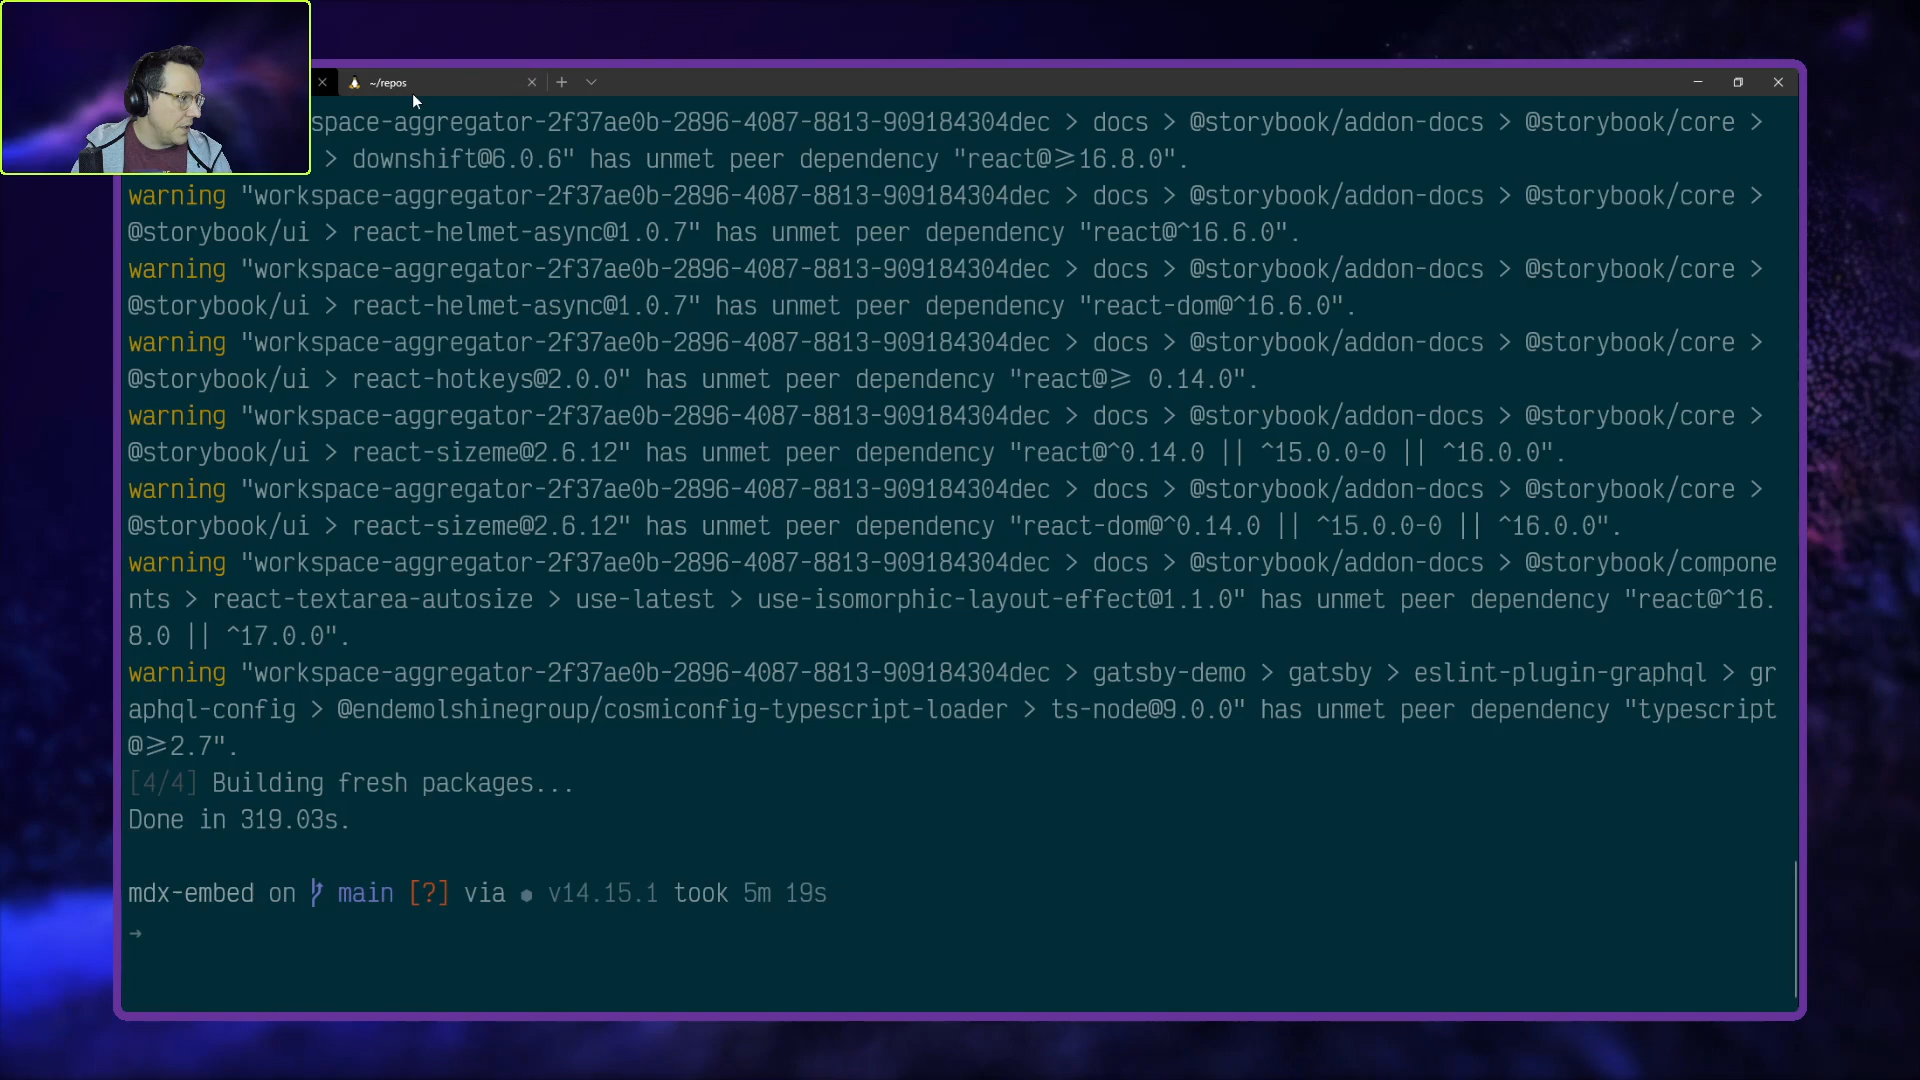 ~/repos
space-aggregator-2f37ae0b-2896-4087-8813-909184304dec > docs > @storybook/addon-docs > @storybook/core >
> downshift@6.0.6" has unmet peer dependency "react@≥16.8.0".
warning "workspace-aggregator-2f37ae0b-2896-4087-8813-909184304dec > docs > @storybook/addon-docs > @storybook/core >
@storybook/ui > react-helmet-async@1.0.7" has unmet peer dependency "react@^16.6.0".
warning "workspace-aggregator-2f37ae0b-2896-4087-8813-909184304dec > docs > @storybook/addon-docs > @storybook/core >
@storybook/ui > react-helmet-async@1.0.7" has unmet peer dependency "react-dom@^16.6.0".
warning "workspace-aggregator-2f37ae0b-2896-4087-8813-909184304dec > docs > @storybook/addon-docs > @storybook/core >
@storybook/ui > react-hotkeys@2.0.0" has unmet peer dependency "react@≥ 0.14.0".
warning "workspace-aggregator-2f37ae0b-2896-4087-8813-909184304dec > docs > @storybook/addon-docs > @storybook/core >
@storybook/ui > react-sizeme@2.6.12" has unmet peer dependency "react@^0.14.0 || ^15.0.0-0 || ^16.0.0".
warning "workspace-aggregator-2f37ae0b-2896-4087-8813-909184304dec > docs > @storybook/addon-docs > @storybook/core >
@storybook/ui > react-sizeme@2.6.12" has unmet peer dependency "react-dom@^0.14.0 || ^15.0.0-0 || ^16.0.0".
warning "workspace-aggregator-2f37ae0b-2896-4087-8813-909184304dec > docs > @storybook/addon-docs > @storybook/compone
nts > react-textarea-autosize > use-latest > use-isomorphic-layout-effect@1.1.0" has unmet peer dependency "react@^16.
8.0 || ^17.0.0".
warning "workspace-aggregator-2f37ae0b-2896-4087-8813-909184304dec > gatsby-demo > gatsby > eslint-plugin-graphql > gr
aphql-config > @endemolshinegroup/cosmiconfig-typescript-loader > ts-node@9.0.0" has unmet peer dependency "typescript
@≥2.7".
[4/4] Building fresh packages...
Done in 319.03s.
mdx-embed on main [?] via v14.15.1 took 5m 19s
→